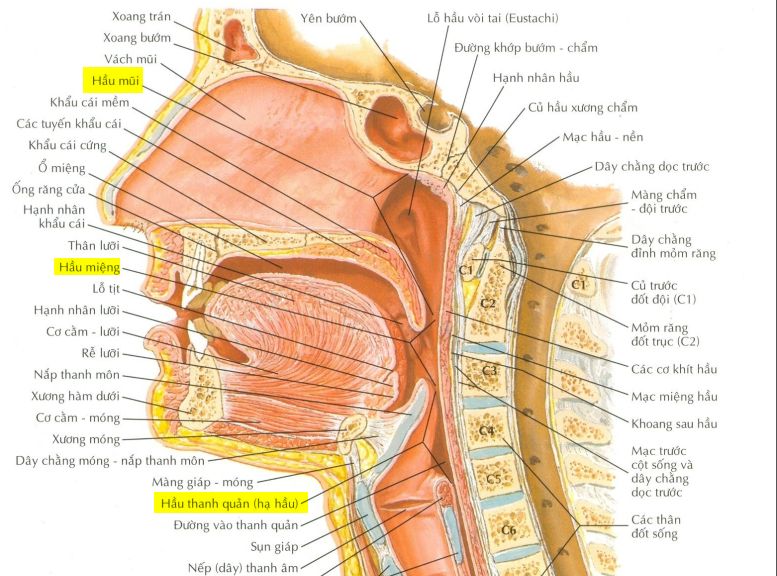 Xoang trán
Xoang bướm
Vách mũi
Hầu mũi
Khẩu cái mềm
Các tuyến khẩu cái
Khẩu cái cứng
Ổ miệng
Ống răng cửa
Hạnh nhân
khẩu cái
Thân lưỡi
Hầu miệng
Lỗ tịt
Hạnh nhân lưỡi
Cơ cằm - lưỡi
Rễ lưỡi
Nắp thanh môn
Xương hàm dưới
Cơ cằm - móng
Xương móng
Dây chằng móng - nắp thanh môn
Màng giáp - móng
Hầu thanh quản (hạ hầu)
Đường vào thanh quản
Sụn giáp
Nếp (dây) thanh âm
Yên bướm
Lỗ hầu vòi tai (Eustachi)
Đường khớp bướm - chẩm
Hạnh nhân hầu
Củ hầu xương chẩm
Mạc hầu - nền
Dây chằng dọc trước
Màng chẩm
- đội trước
Dây chằng
đỉnh mỏm răng
Củ trước
đốt đội (C1)
Mỏm răng
đốt trục (C2)
Các cơ khít hầu
Mạc miệng hầu
Khoang sau hầu
Mạc trước
cột sống và
dây chằng
dọc trước
Các thân
đốt sống
C1
C2
C3
C4
C5
C6
C1